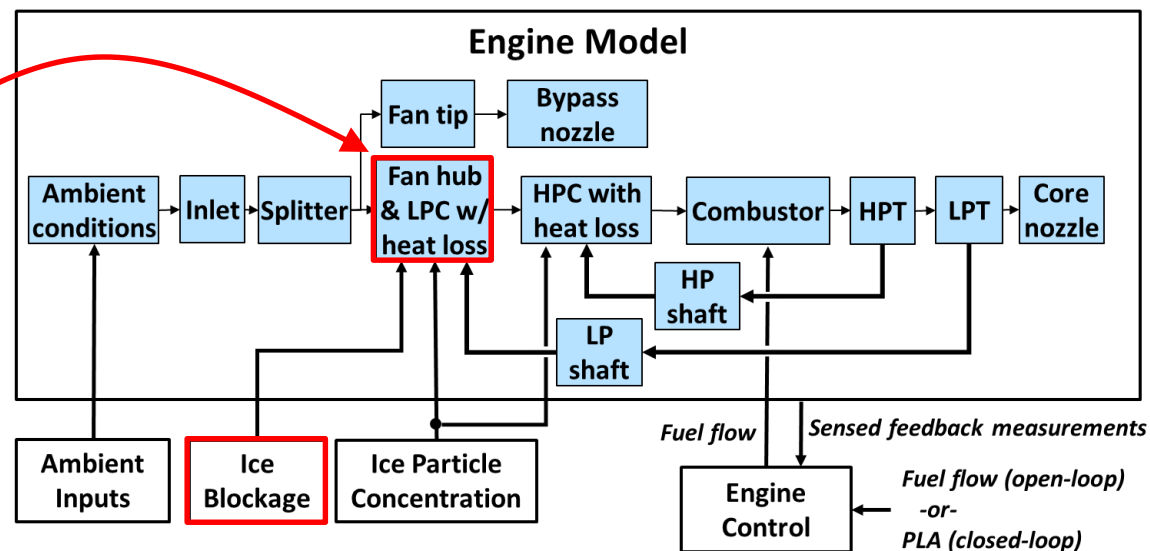 Engine Model
Fan tip
Bypass
nozzle
Ambient
conditions
Inlet
Splitter
Fan hub
& LPC w/
heat loss
HPC with
heat loss
Combustor
HPT
LPT
Core
nozzle
HP
shaft
LP
shaft
Ambient
Inputs
Ice
Blockage
Ice Particle
Concentration
Fuel flow
Sensed feedback measurements
Engine
Control
Fuel flow (open-loop)
-or-
PLA (closed-loop)